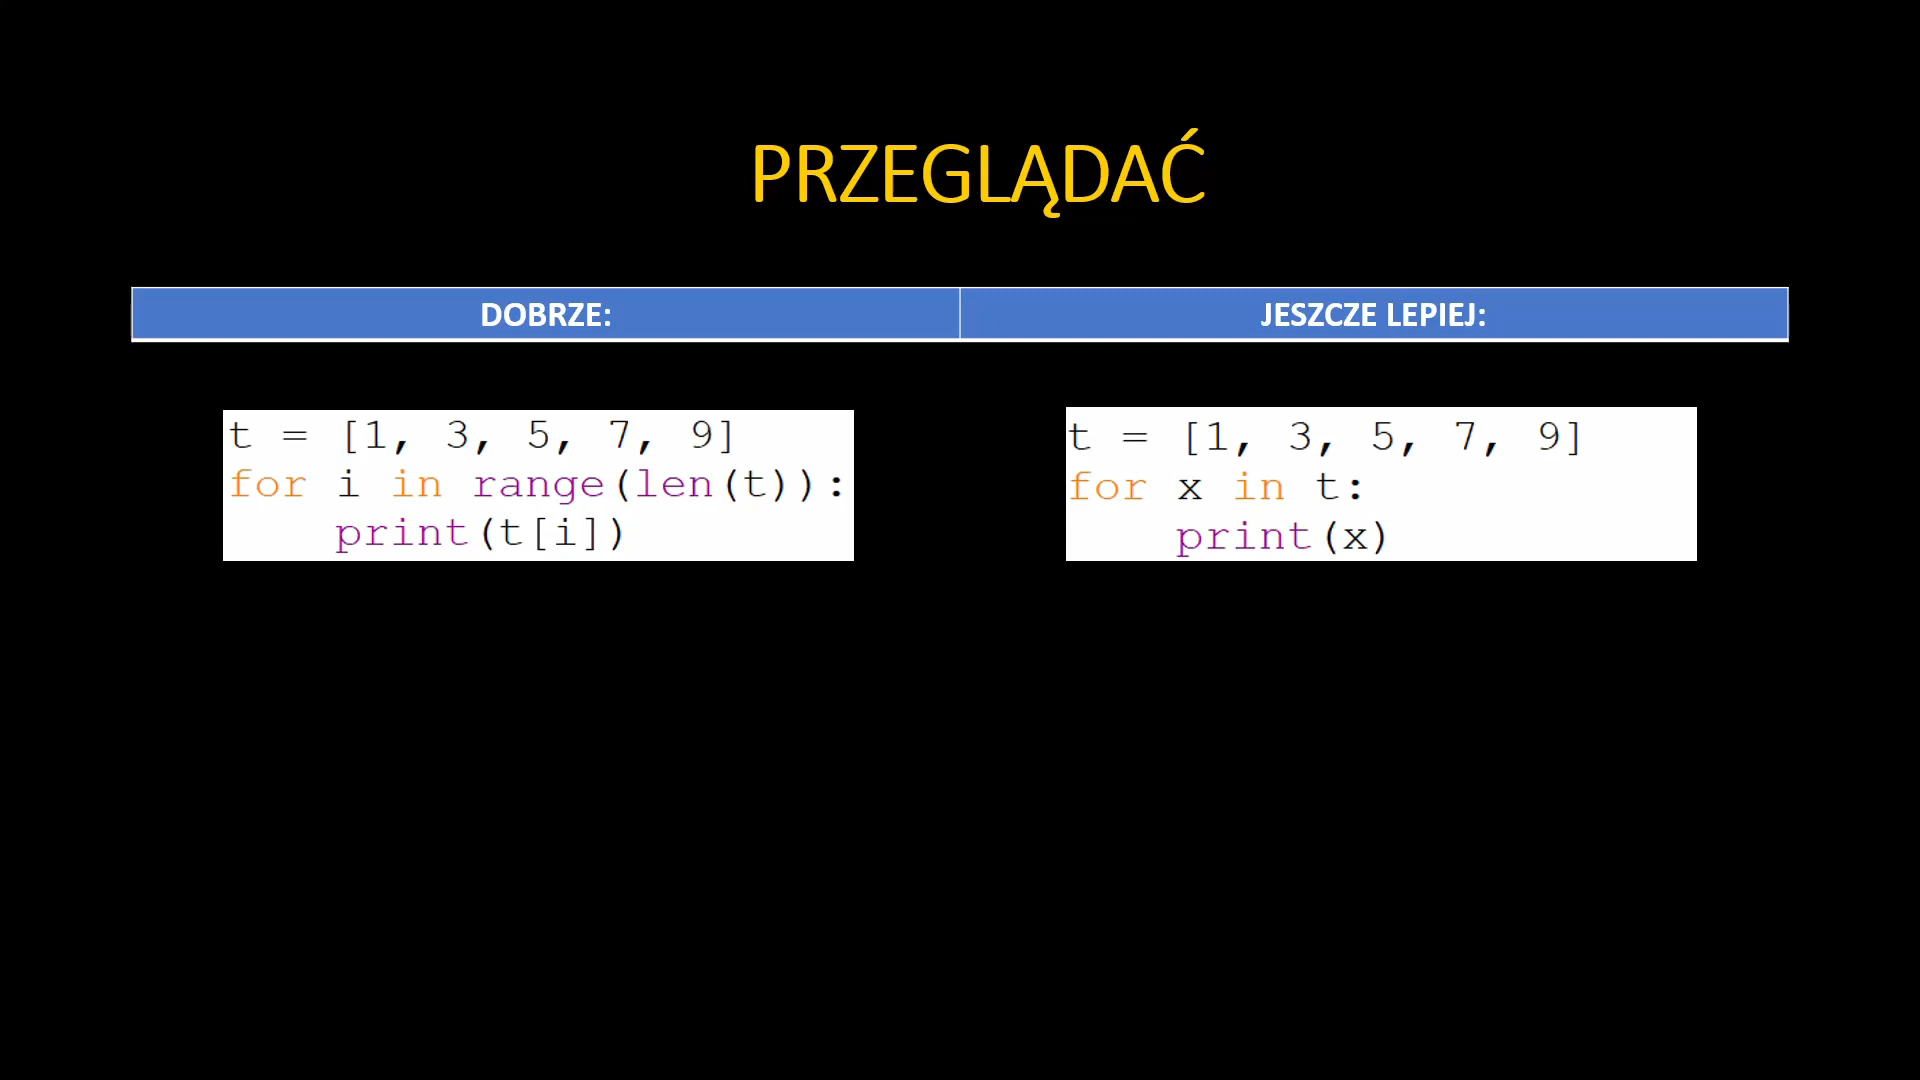 PRZEGLĄDAĆ
DOBRZE:
JESZCZE LEPIEJ:
t = [1, 3, 5, 7, 9]
for i in range(len(t)):
    print(t[i])
t = [1, 3, 5, 7, 9]
for x in t:
    print(x)